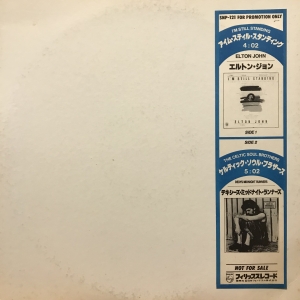 SNP-121 FOR PROMOTION ONLY
I'M STILL STANDING
アイム・スティル・スタンディング
4:02
ELTON JOHN
エルトン・ジョン
I'M STILL STANDING
ELTON JOHN
SIDE 1
SIDE 2
THE CELTIC SOUL BROTHERS
ケルティック・ソウル・ブラザーズ
5:02
デキシーズ・ミッドナイト・ランナーズ
NOT FOR SALE
フィリップスレコード